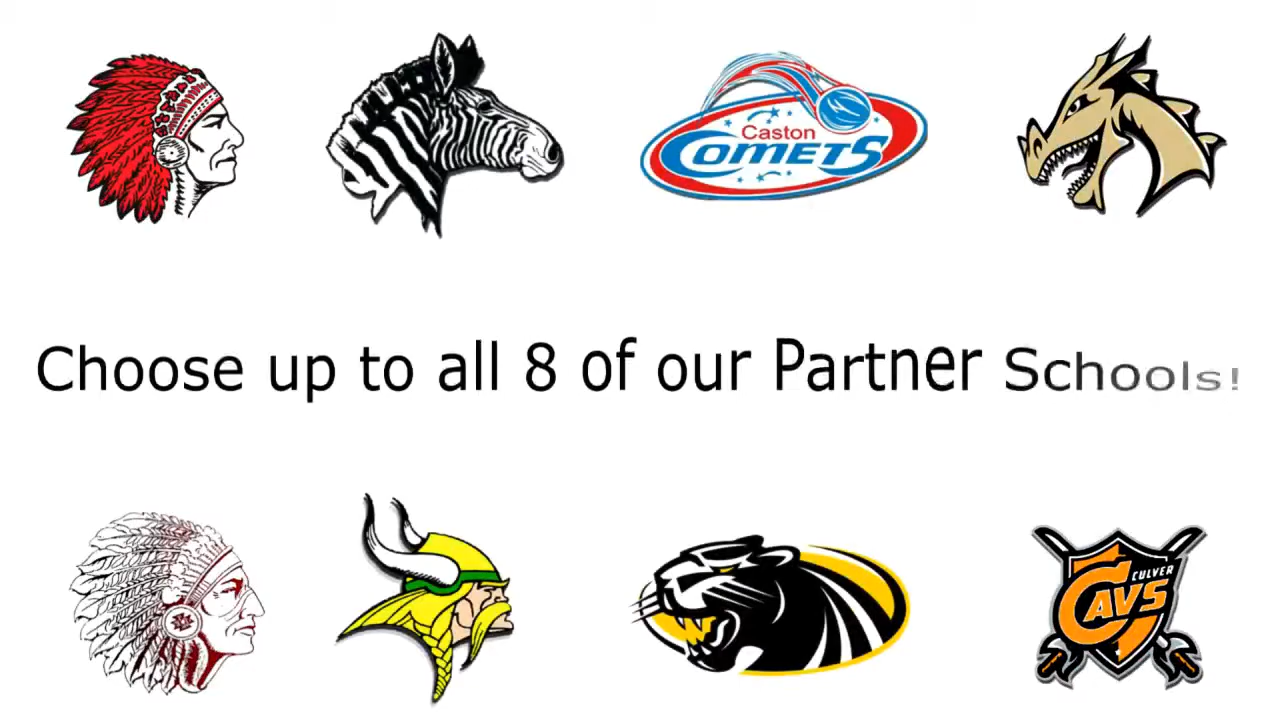 Caston
COMETS
Choose up to all 8 of our Partner Schools!
CULVER
CAVS